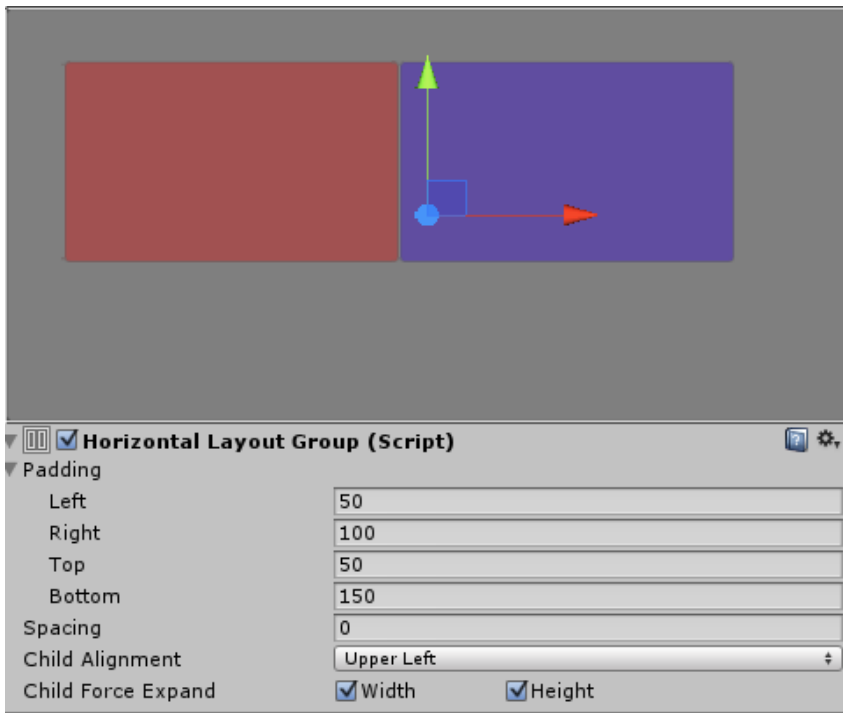 Horizontal Layout Group (Script)
Padding
Left 50
Right 100
Top 50
Bottom 150
Spacing 0
Child Alignment Upper Left
Child Force Expand Width Height